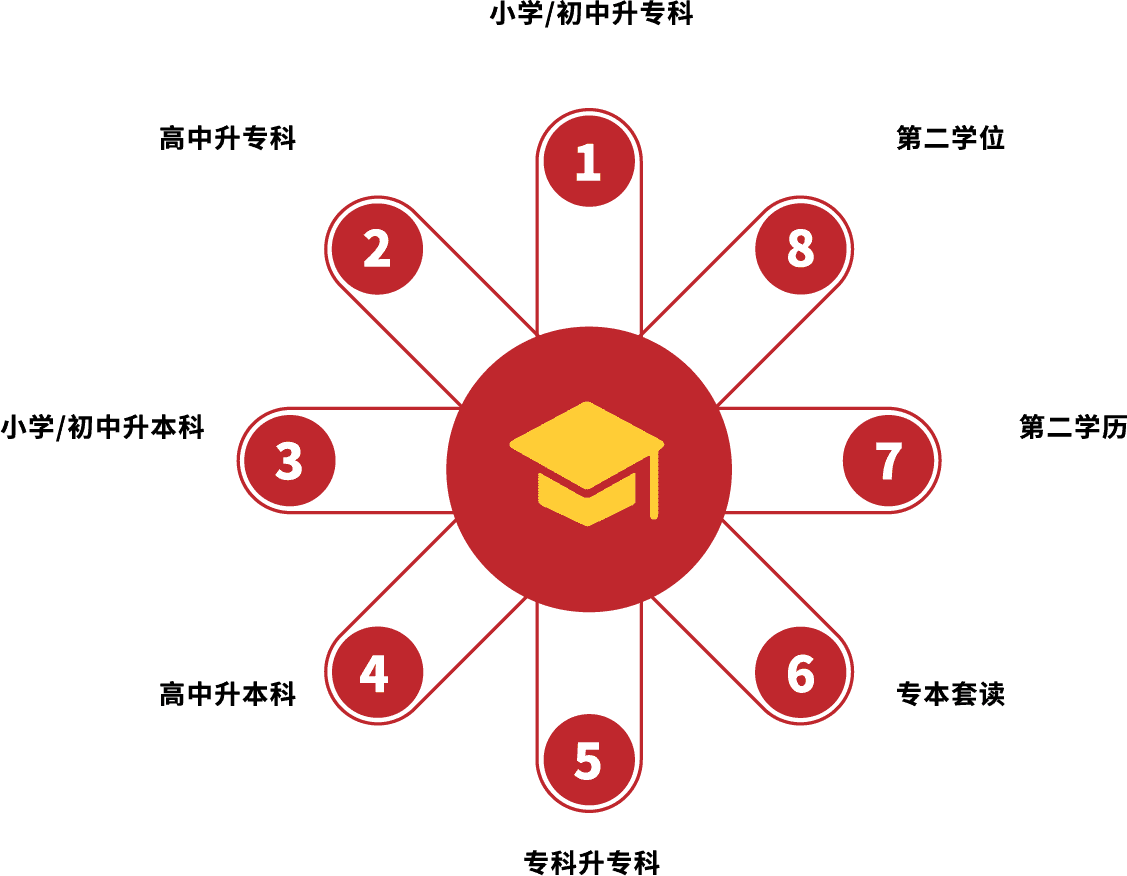 小学/初中升专科
1
高中升专科
2
小学/初中升本科
3
高中升本科
4
专科升专科
5
专本套读
6
第二学历
7
第二学位
8